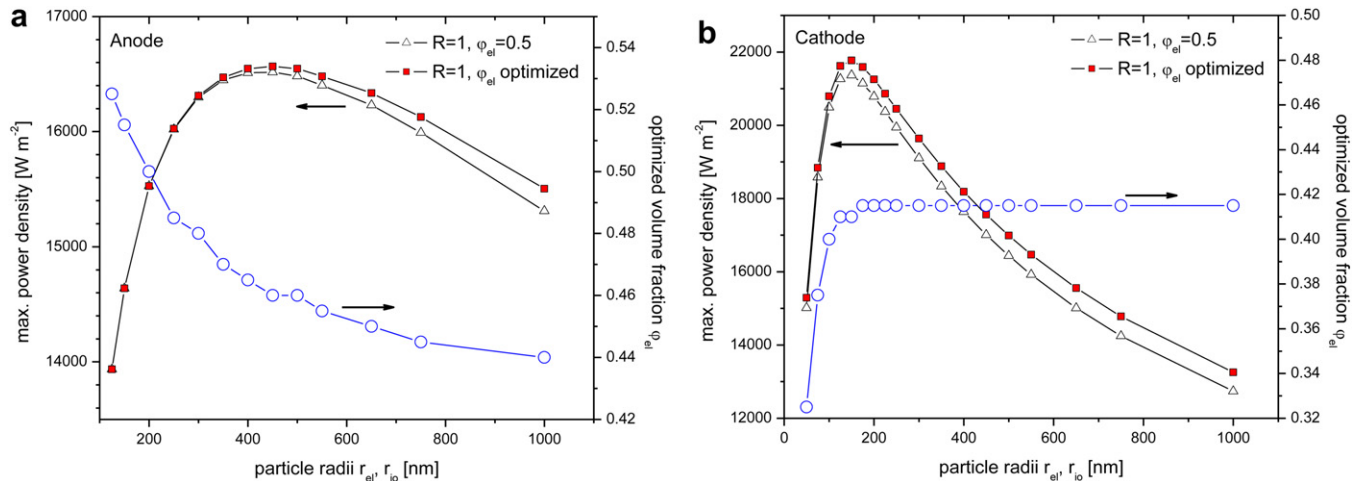 a
Anode
R=1, φel=0.5
R=1, φel optimized
max. power density [W m-2]
17000
16000
15000
14000
optimized volume fraction φel
0.54
0.52
0.50
0.48
0.46
0.44
0.42
200
400
600
800
1000
particle radii rel, rio [nm]
b
Cathode
R=1, φel=0.5
R=1, φel optimized
max. power density [W m-2]
22000
20000
18000
16000
14000
12000
optimized volume fraction φel
0.50
0.48
0.46
0.44
0.42
0.40
0.38
0.36
0.34
0.32
0
200
400
600
800
1000
particle radii rel, rio [nm]